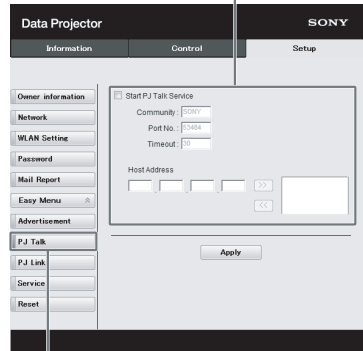 Data Projector
SONY
Information
Control
Setup
Owner information
Network
WLAN Setting
Password
Mail Report
Easy Menu
Advertisement
PJ Talk
PJ Link
Service
Reset
Start PJ Talk Service
Community: SONY
Port No.: 53484
Timeout: 30
Host Address
>>
<<
Apply